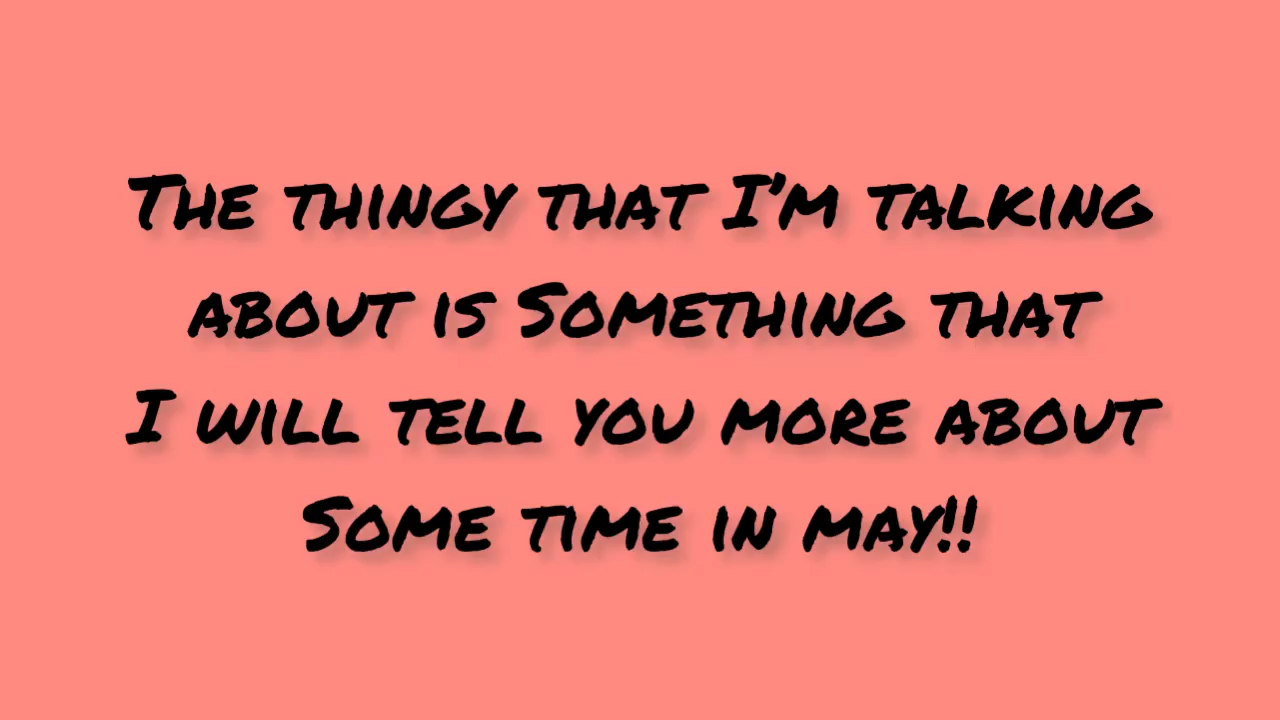 The thingy that I'm talking
about is Something that
I will tell you more about
Some time in may!!